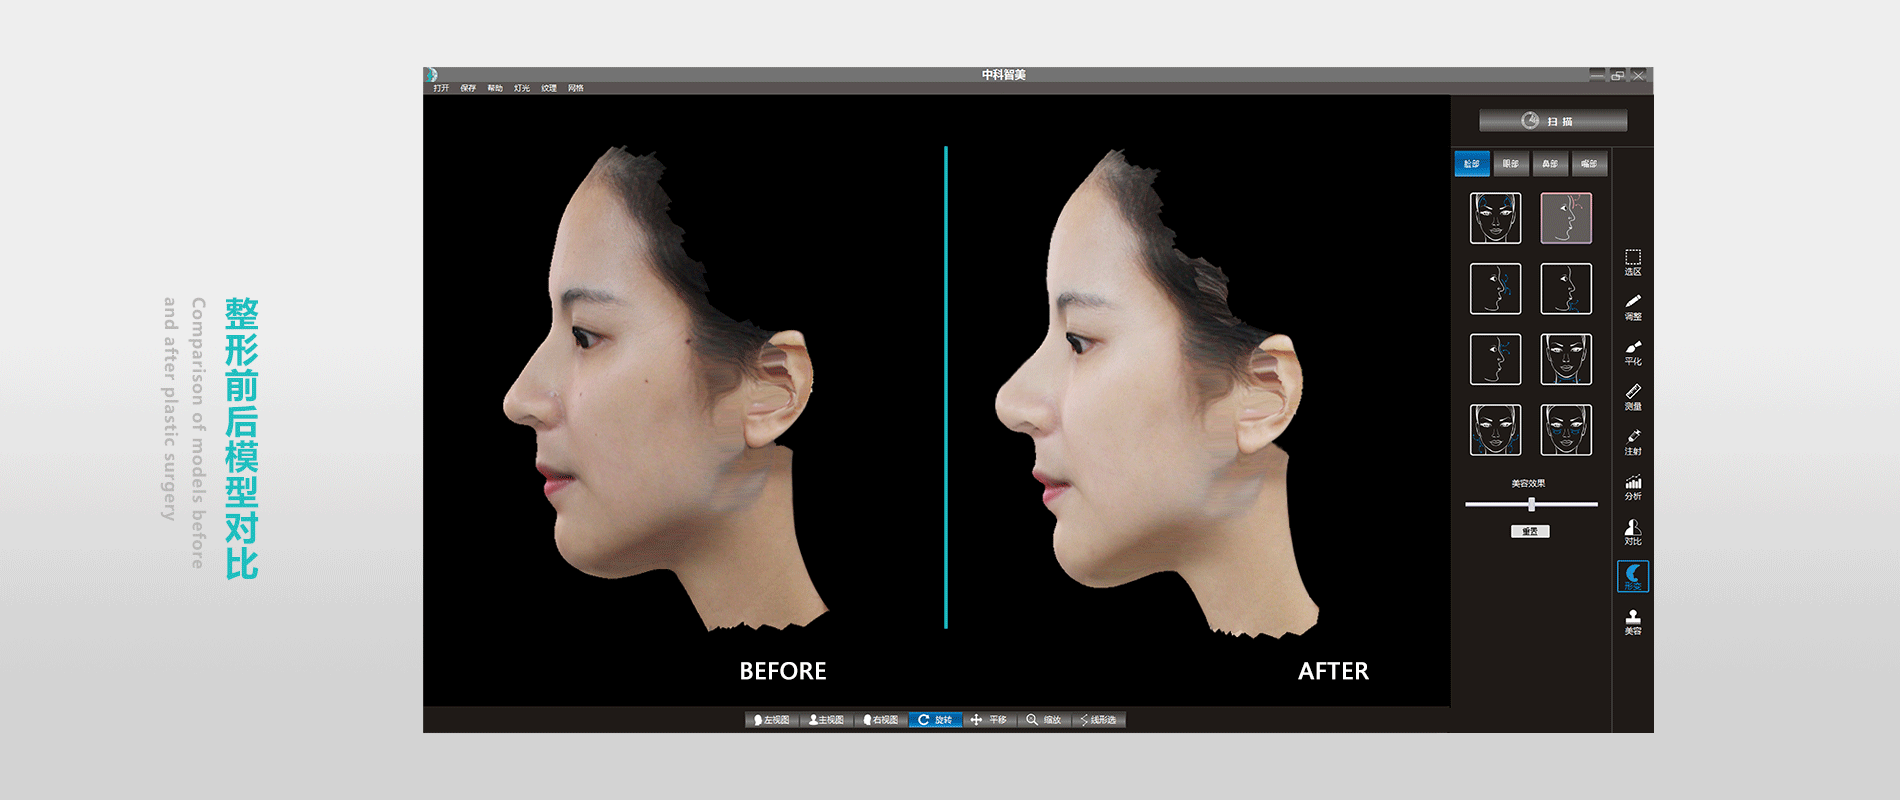 整形前后模型对比
Comparison of models before
and after plastic surgery
中科智美
打开 保存 帮助 灯光 纹理 网格
扫描
脸部 眼部 鼻部 嘴部
选区
调整
平化
测量
注射
分析
对比
形变
美容
美容效果
重置
BEFORE
AFTER
左视图 主视图 右视图 旋转 平移 缩放 线形选